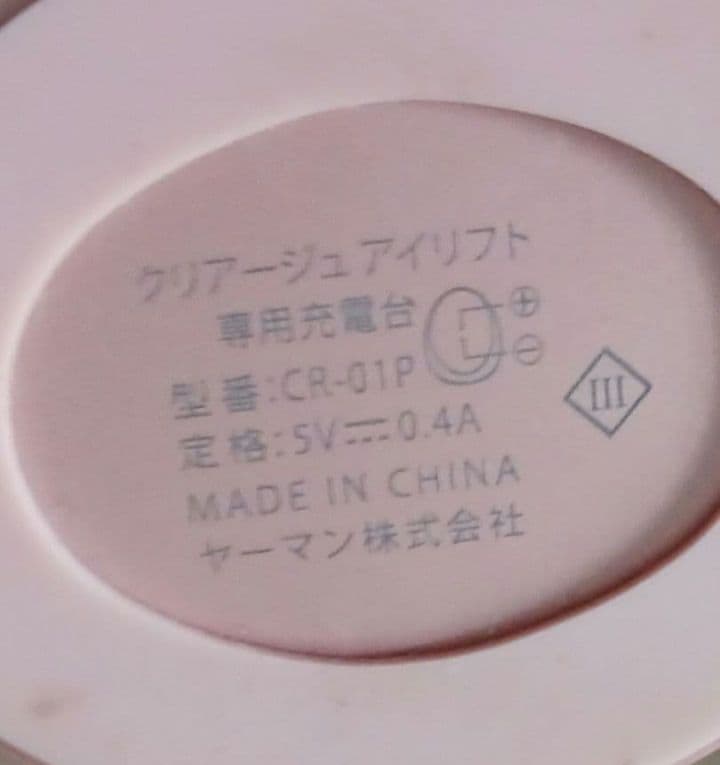 クリアージュアイリフト
専用充電台
⊕
⊖
型番:CR-01P
III
定格:5V⎓0.4A
MADE IN CHINA
ヤーマン株式会社